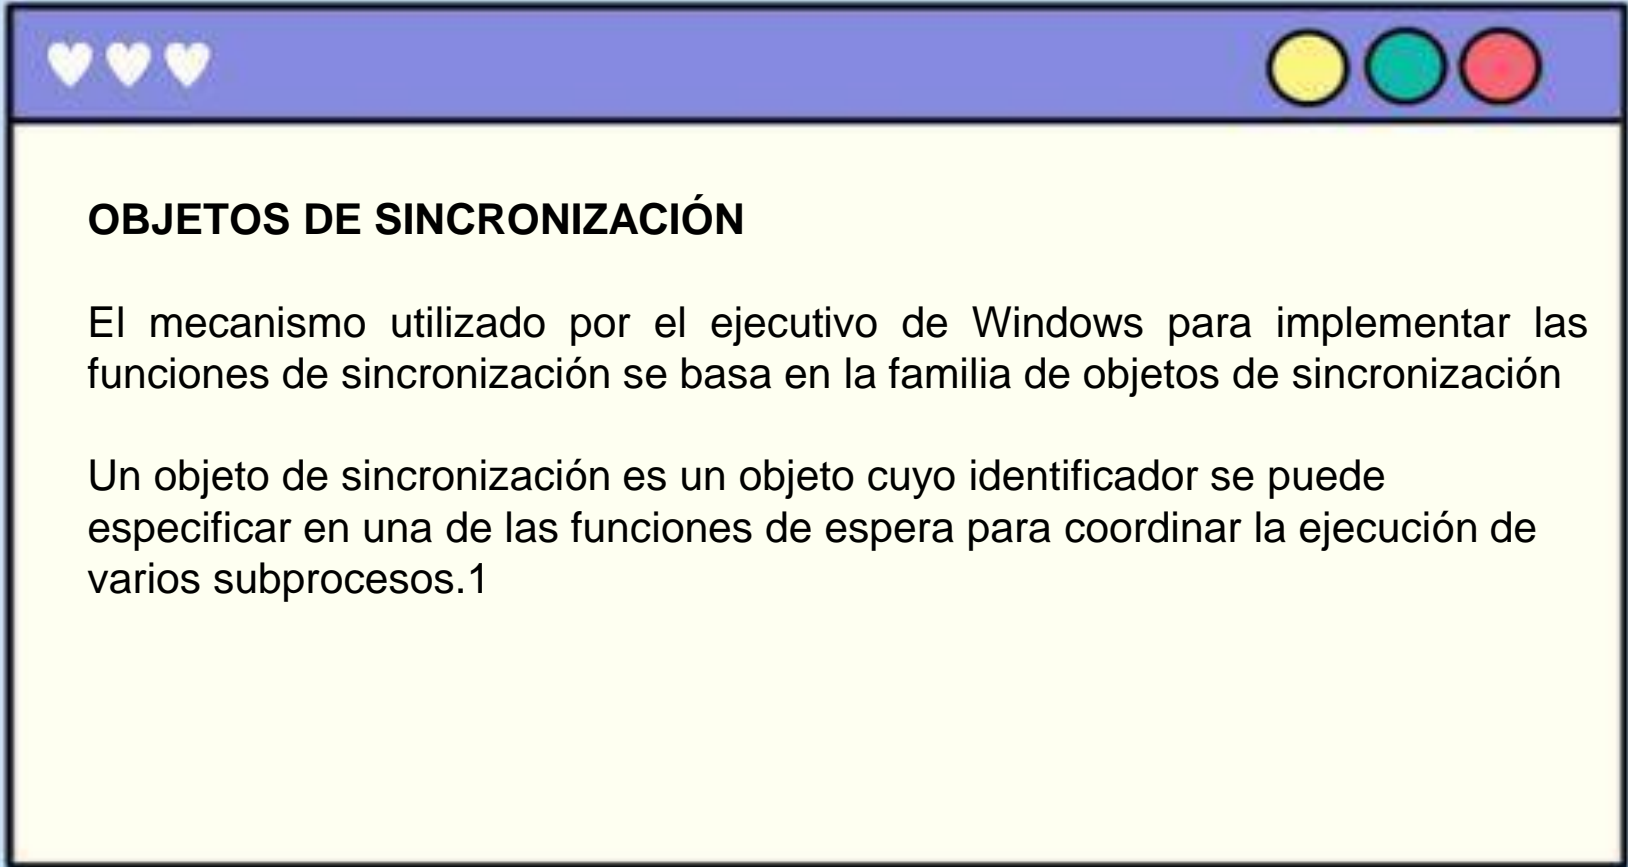 OBJETOS DE SINCRONIZACIÓN
El mecanismo utilizado por el ejecutivo de Windows para implementar las
funciones de sincronización se basa en la familia de objetos de sincronización
Un objeto de sincronización es un objeto cuyo identificador se puede
especificar en una de las funciones de espera para coordinar la ejecución de
varios subprocesos.1